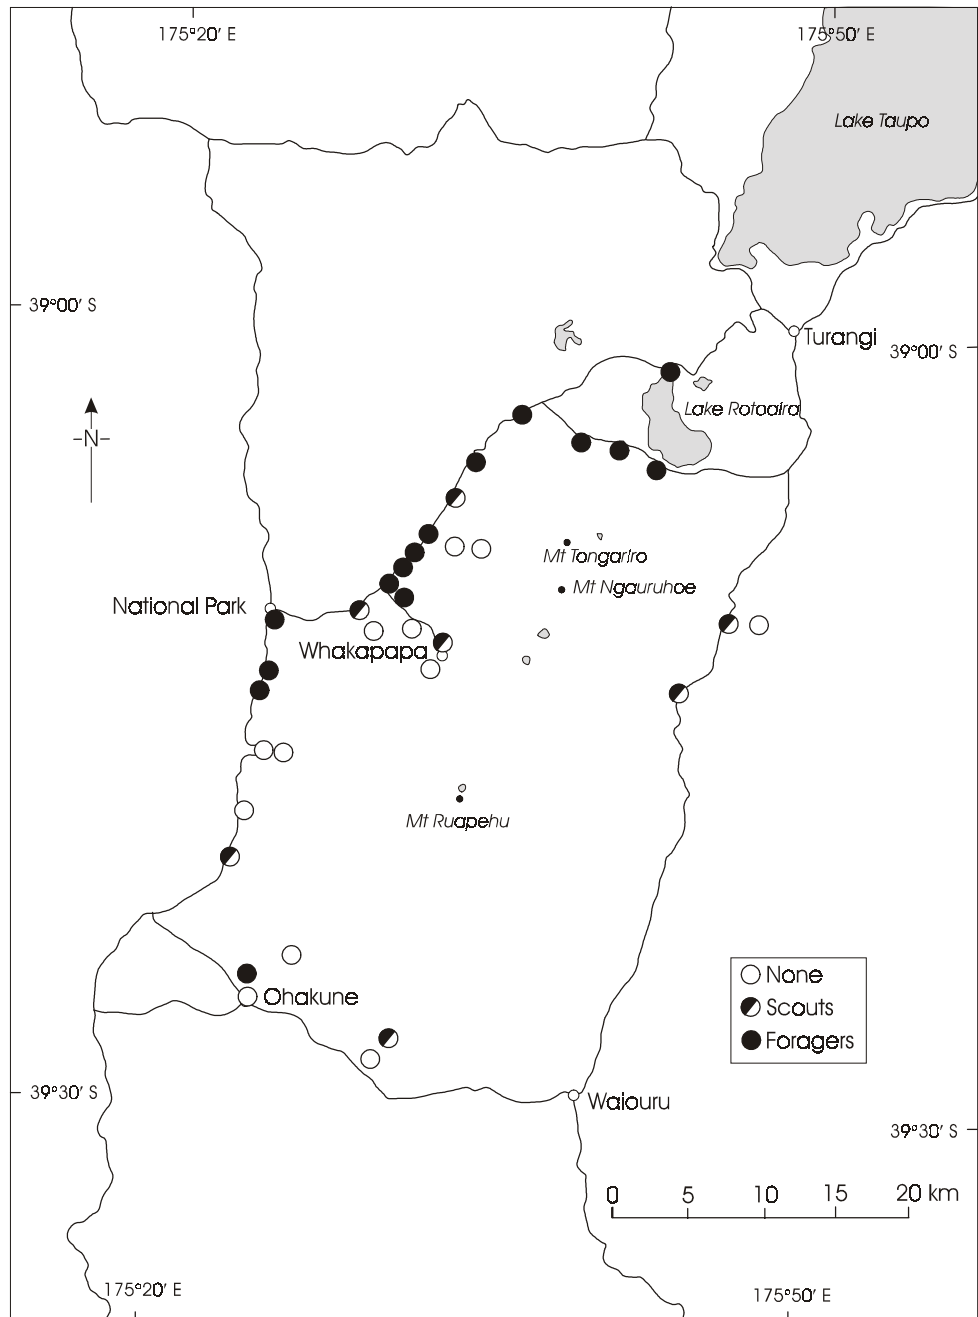 175°20' E
175°50' E
Lake Taupo
39°00' S
Turangi
39°00' S
Lake Rotoaira
-N-
Mt Tongariro
Mt Ngauruhoe
National Park
Whakapapa
Mt Ruapehu
None
Scouts
Foragers
Ohakune
39°30' S
Waiouru
39°30' S
0 5 10 15 20 km
175°20' E
175°50' E